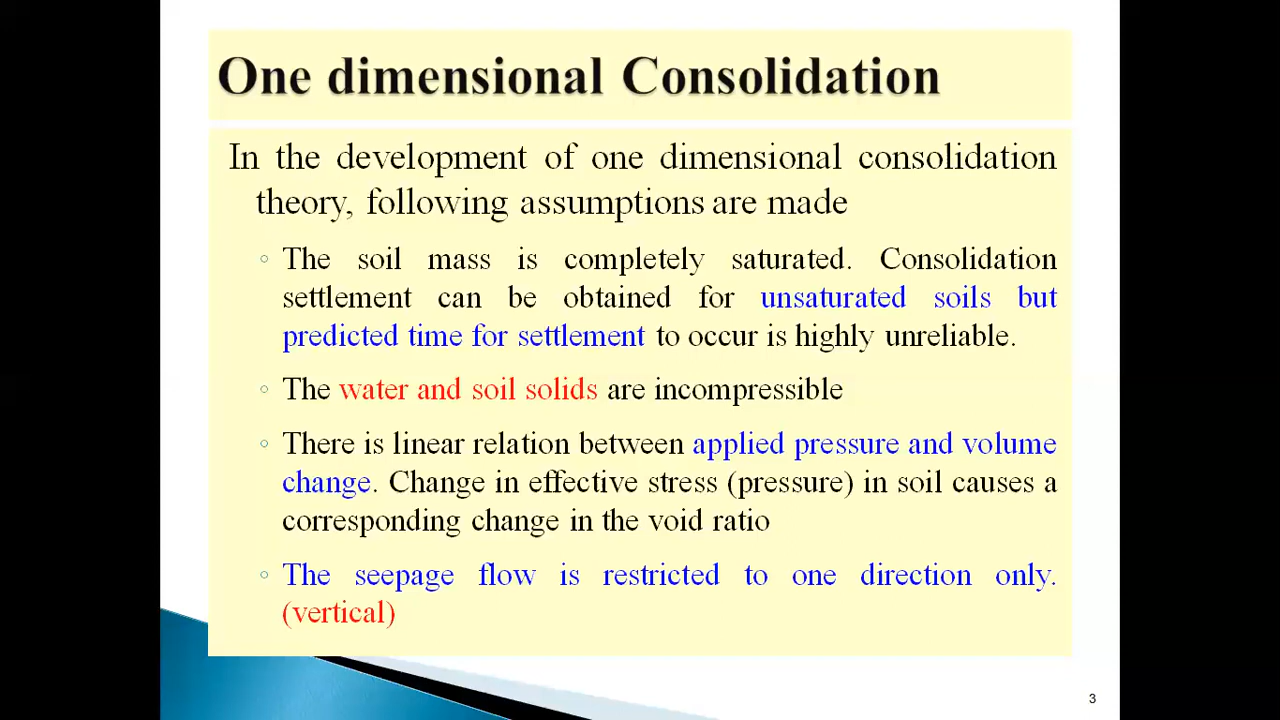 One dimensional Consolidation
In the development of one dimensional consolidation
theory, following assumptions are made
◦ The soil mass is completely saturated. Consolidation
settlement can be obtained for unsaturated soils but
predicted time for settlement to occur is highly unreliable.
◦ The water and soil solids are incompressible
◦ There is linear relation between applied pressure and volume
change. Change in effective stress (pressure) in soil causes a
corresponding change in the void ratio
◦ The seepage flow is restricted to one direction only.
(vertical)
3